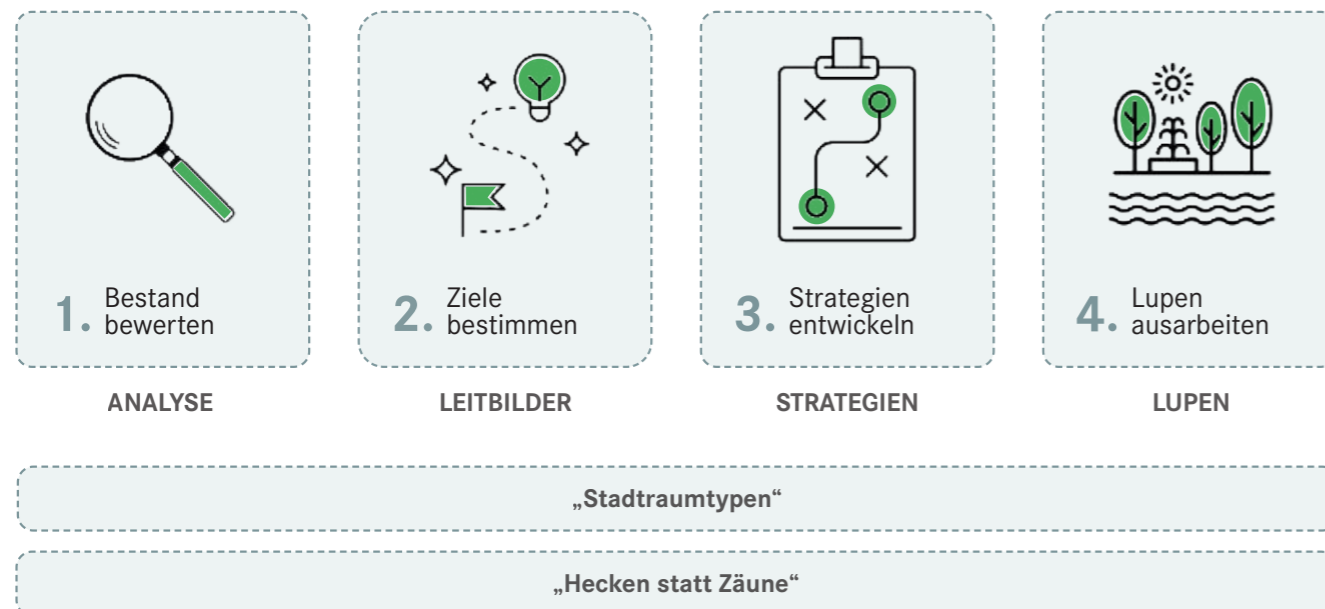 1. Bestand
bewerten
2. Ziele
bestimmen
3. Strategien
entwickeln
4. Lupen
ausarbeiten
ANALYSE
LEITBILDER
STRATEGIEN
LUPEN
„Stadtraumtypen“
„Hecken statt Zäune“